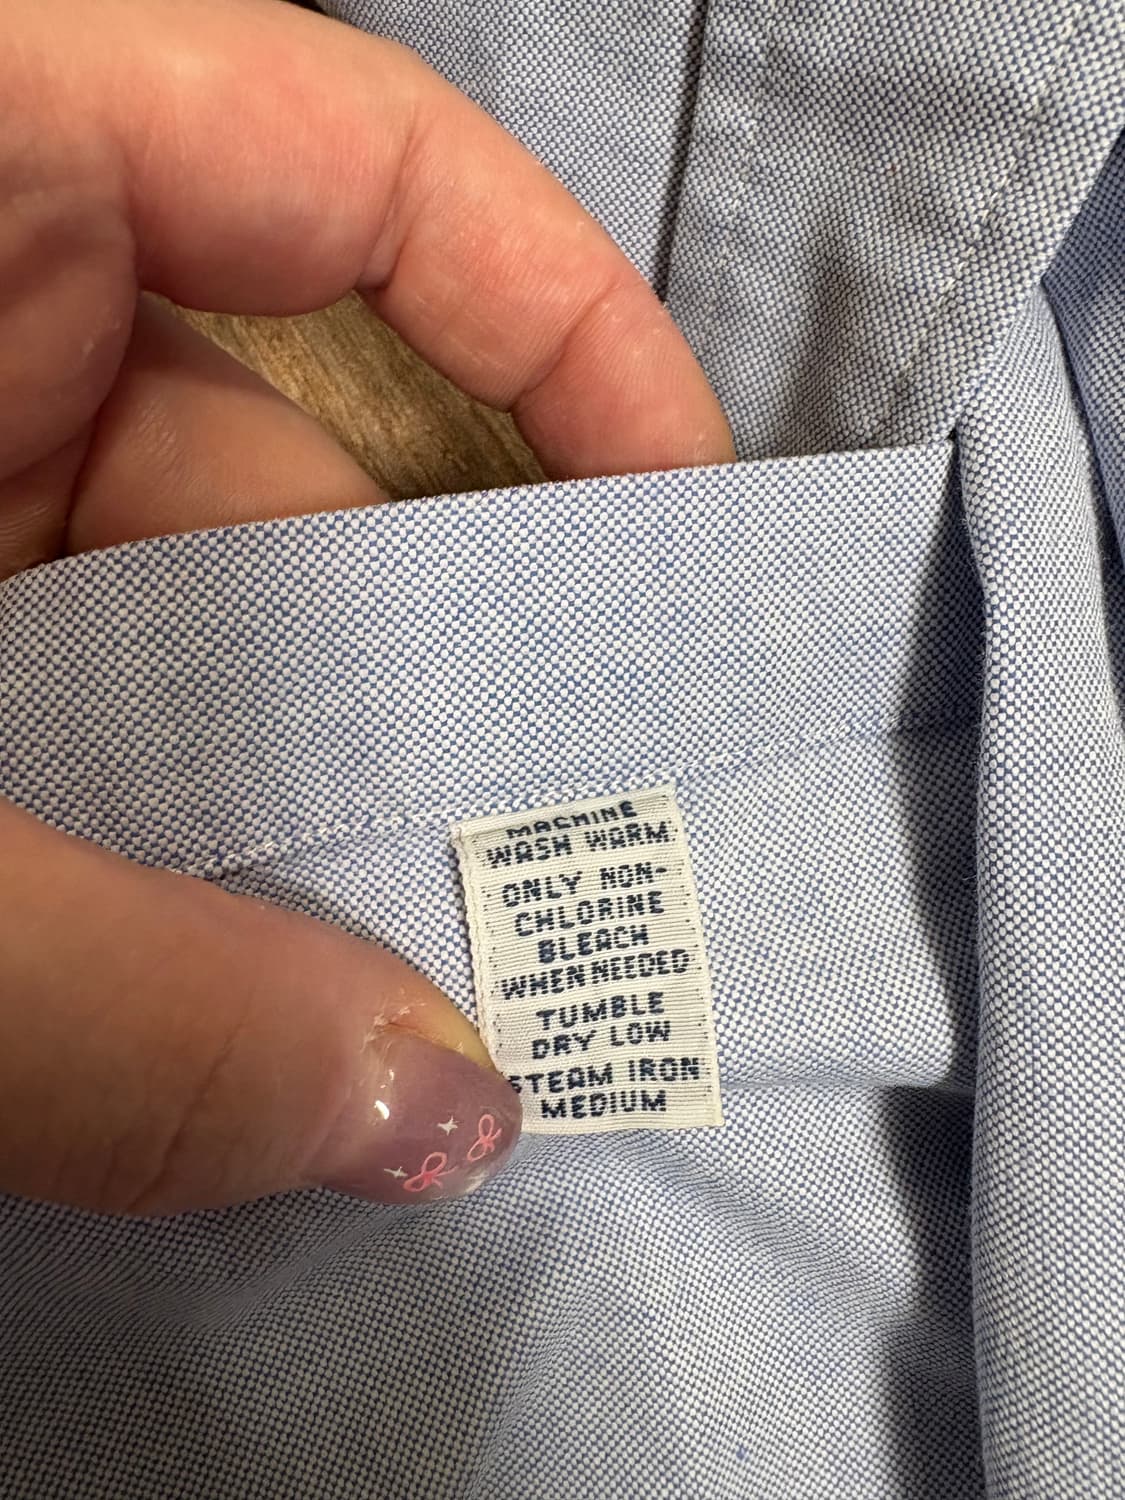 MACHINE
WASH WARM
ONLY NON-
CHLORINE
BLEACH
WHEN NEEDED
TUMBLE
DRY LOW
STEAM IRON
MEDIUM